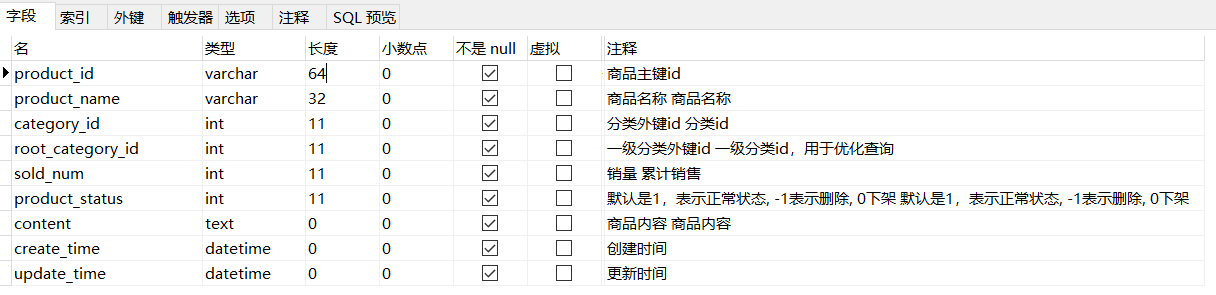 字段 索引 外键 触发器 选项 注释 SQL 预览
名 类型 长度 小数点 不是 null 虚拟 注释
product_id varchar 64 0 商品主键id
product_name varchar 32 0 商品名称 商品名称
category_id int 11 0 分类外键id 分类id
root_category_id int 11 0 一级分类外键id 一级分类id，用于优化查询
sold_num int 11 0 销量 累计销售
product_status int 11 0 默认是1，表示正常状态, -1表示删除, 0下架 默认是1，表示正常状态, -1表示删除, 0下架
content text 0 0 商品内容 商品内容
create_time datetime 0 0 创建时间
update_time datetime 0 0 更新时间